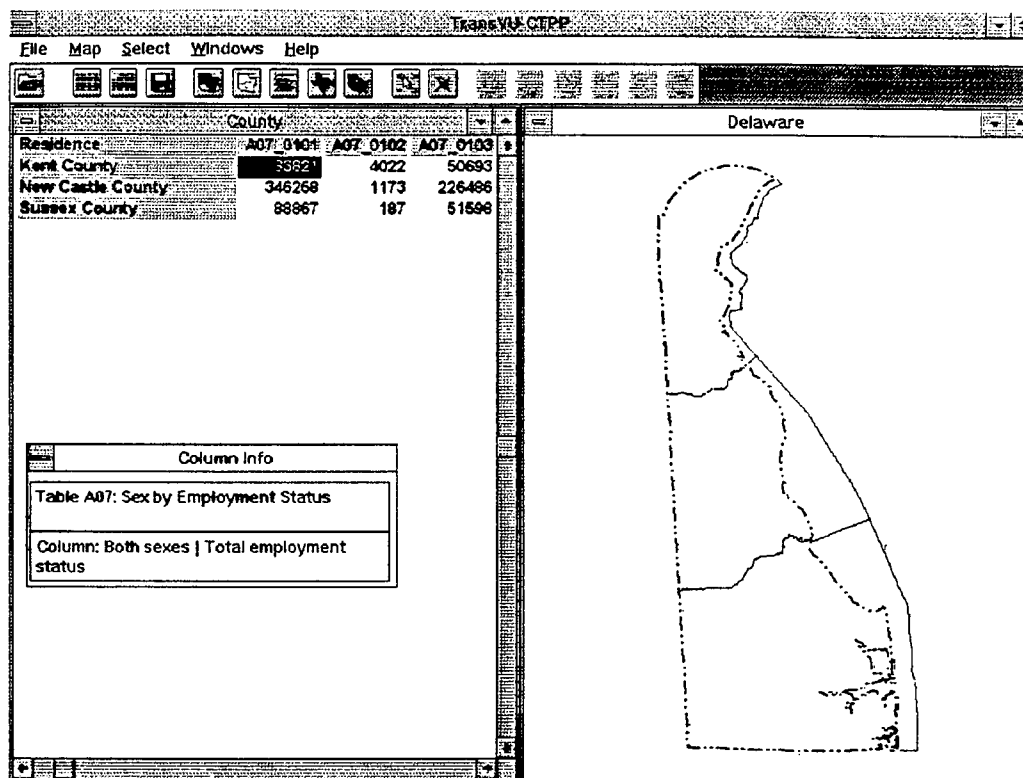 TransVU-CTPP
File Map Select Windows Help
County
Residence A07_0101 A07_0102 A07_0103
Kent County 4022 50693
New Castle County 346268 1173 226486
Sussex County 88867 187 51598
Column Info
Table A07: Sex by Employment Status
Column: Both sexes | Total employment
status
Delaware